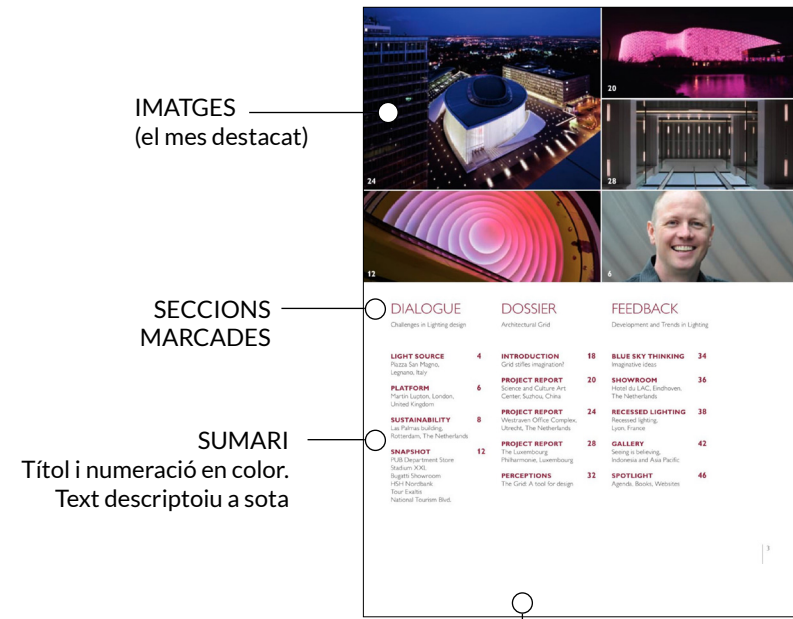 IMATGES
(el mes destacat)
SECCIONS
MARCADES
SUMARI
Títol i numeració en color.
Text descriptoiu a sota
20
24
28
12
6
DIALOGUE
Challenges in Lighting design
LIGHT SOURCE 4
Piazza San Magno,
Legnano, Italy
PLATFORM 6
Martin Lupton, London,
United Kingdom
SUSTAINABILITY 8
Las Palmas building,
Rotterdam, The Netherlands
SNAPSHOT 12
PUB Department Store
Stadium XXI,
Bugatti Showroom
HSH Nordbank
Tour Exaltis
National Tourism Blvd.
DOSSIER
Architectural Grid
INTRODUCTION 18
Grid stifles imagination?
PROJECT REPORT 20
Science and Culture Art
Center, Suzhou, China
PROJECT REPORT 24
Westraven Office Complex,
Utrecht, The Netherlands
PROJECT REPORT 28
The Luxembourg
Philharmonie, Luxembourg
PERCEPTIONS 32
The Grid: A tool for design
FEEDBACK
Development and Trends in Lighting
BLUE SKY THINKING 34
Imaginative ideas
SHOWROOM 36
Hotel du LAC, Eindhoven,
The Netherlands
RECESSED LIGHTING 38
Recessed lighting,
Lyon, France
GALLERY 42
Seeing is believing,
Indonesia and Asia Pacific
SPOTLIGHT 46
Agenda, Books, Websites
3